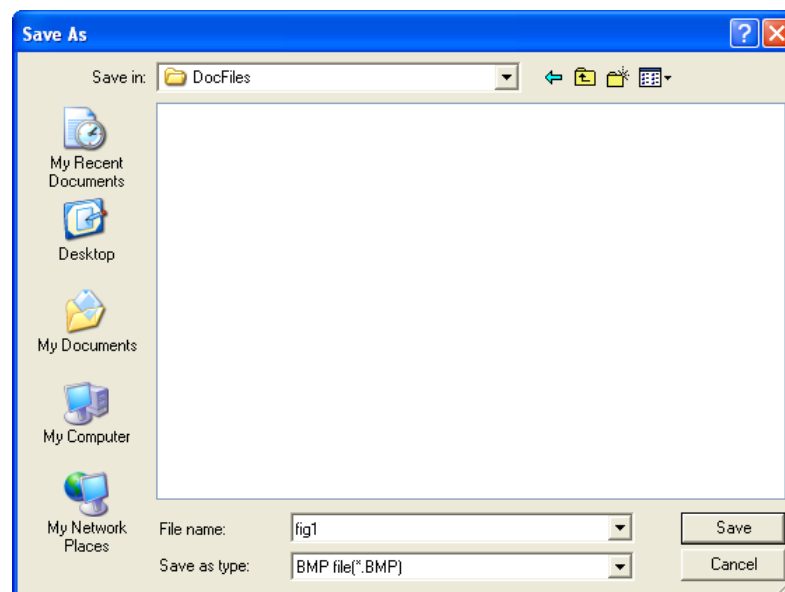 Save As
Save in:
DocFiles
My Recent
Documents
Desktop
My Documents
My Computer
My Network
Places
File name:
fig1
Save
Save as type:
BMP file(*.BMP)
Cancel